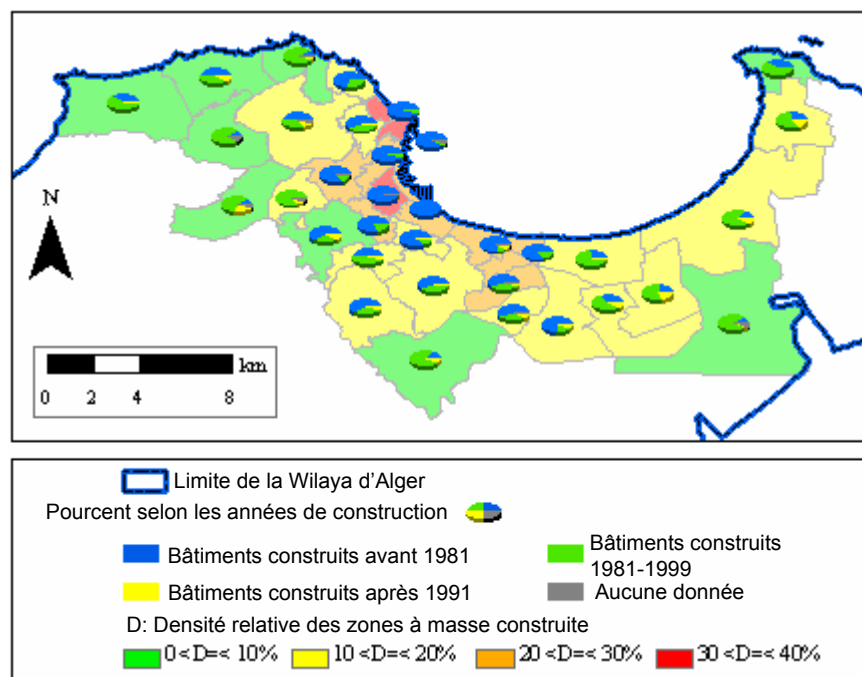 N
km
0 2 4 8
Limite de la Wilaya d'Alger
Pourcent selon les années de construction
Bâtiments construits avant 1981
Bâtiments construits
1981-1999
Bâtiments construits après 1991
Aucune donnée
D: Densité relative des zones à masse construite
0 <D=< 10% 10 <D=< 20% 20 <D=< 30% 30 <D=< 40%